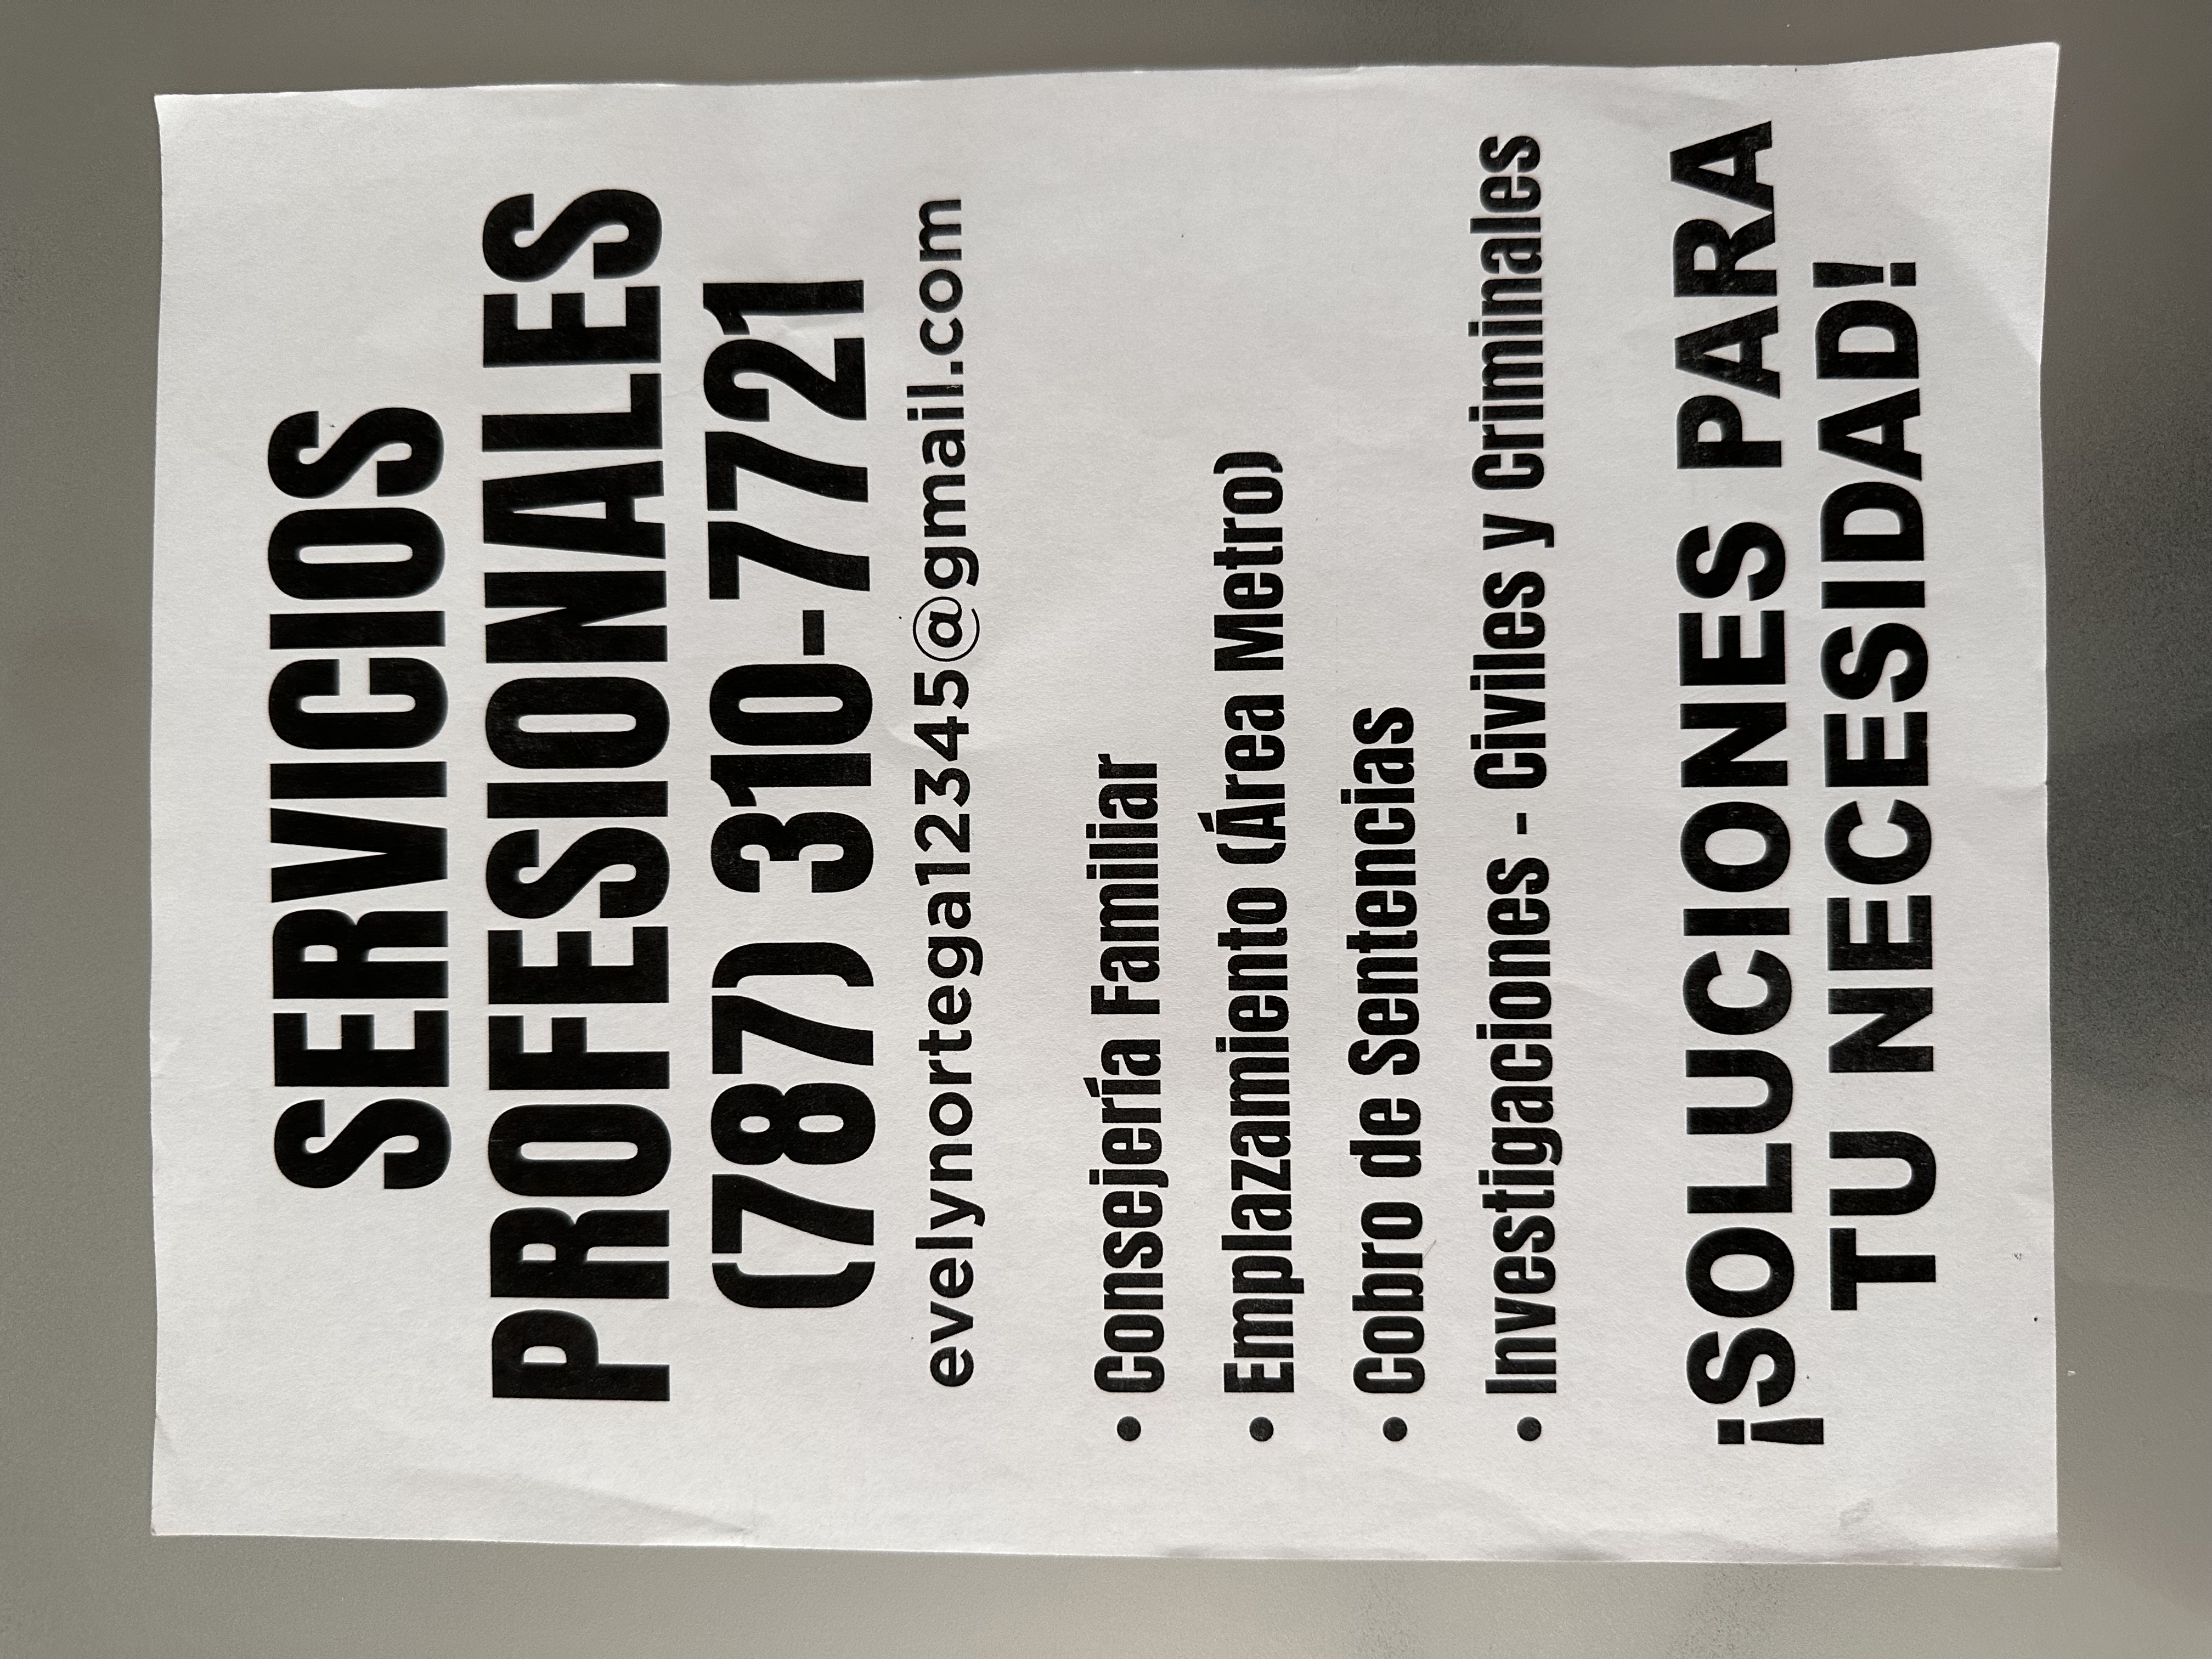 SERVICIOS
PROFESIONALES
(787) 310-7721
evelynortega12345@gmail.com
• Consejería Familiar
• Emplazamiento (Área Metro)
• Cobro de Sentencias
• Investigaciones - Civiles y Criminales
¡SOLUCIONES PARA
TU NECESIDAD!